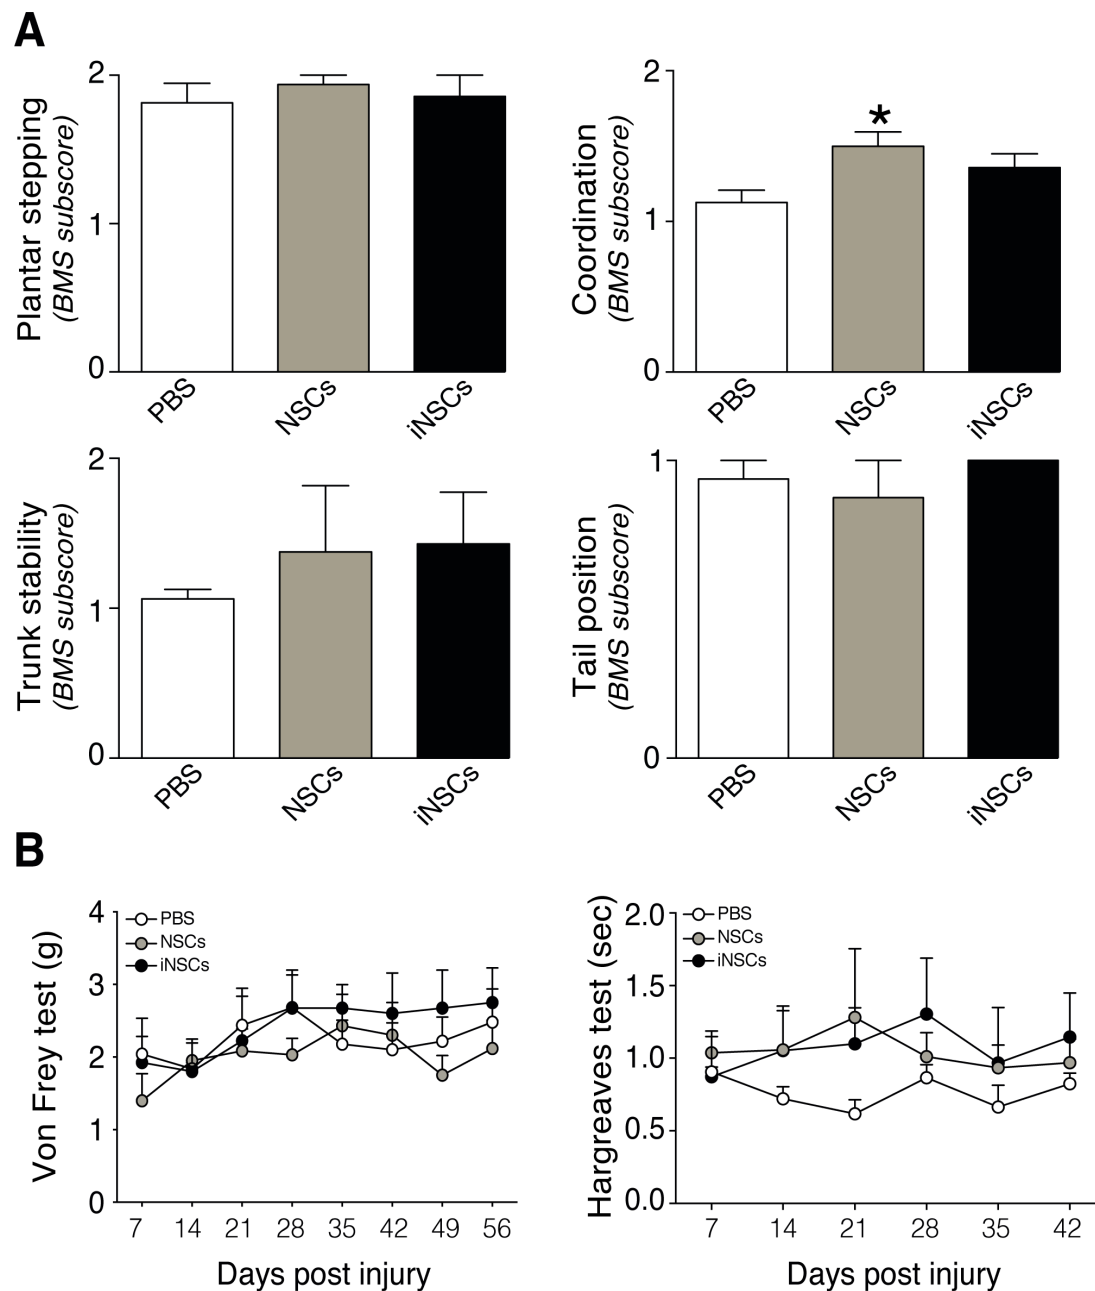 A
Plantar stepping
(BMS subscore)
2
1
0
PBS
NSCs
iNSCs
Coordination
(BMS subscore)
2
1
0
*
PBS
NSCs
iNSCs
Trunk stability
(BMS subscore)
2
1
0
PBS
NSCs
iNSCs
Tail position
(BMS subscore)
1
0
PBS
NSCs
iNSCs
B
Von Frey test (g)
4
3
2
1
0
PBS
NSCs
iNSCs
7 14 21 28 35 42 49 56
Days post injury
Hargreaves test (sec)
2.0
1.5
1.0
0.5
0.0
PBS
NSCs
iNSCs
7 14 21 28 35 42
Days post injury